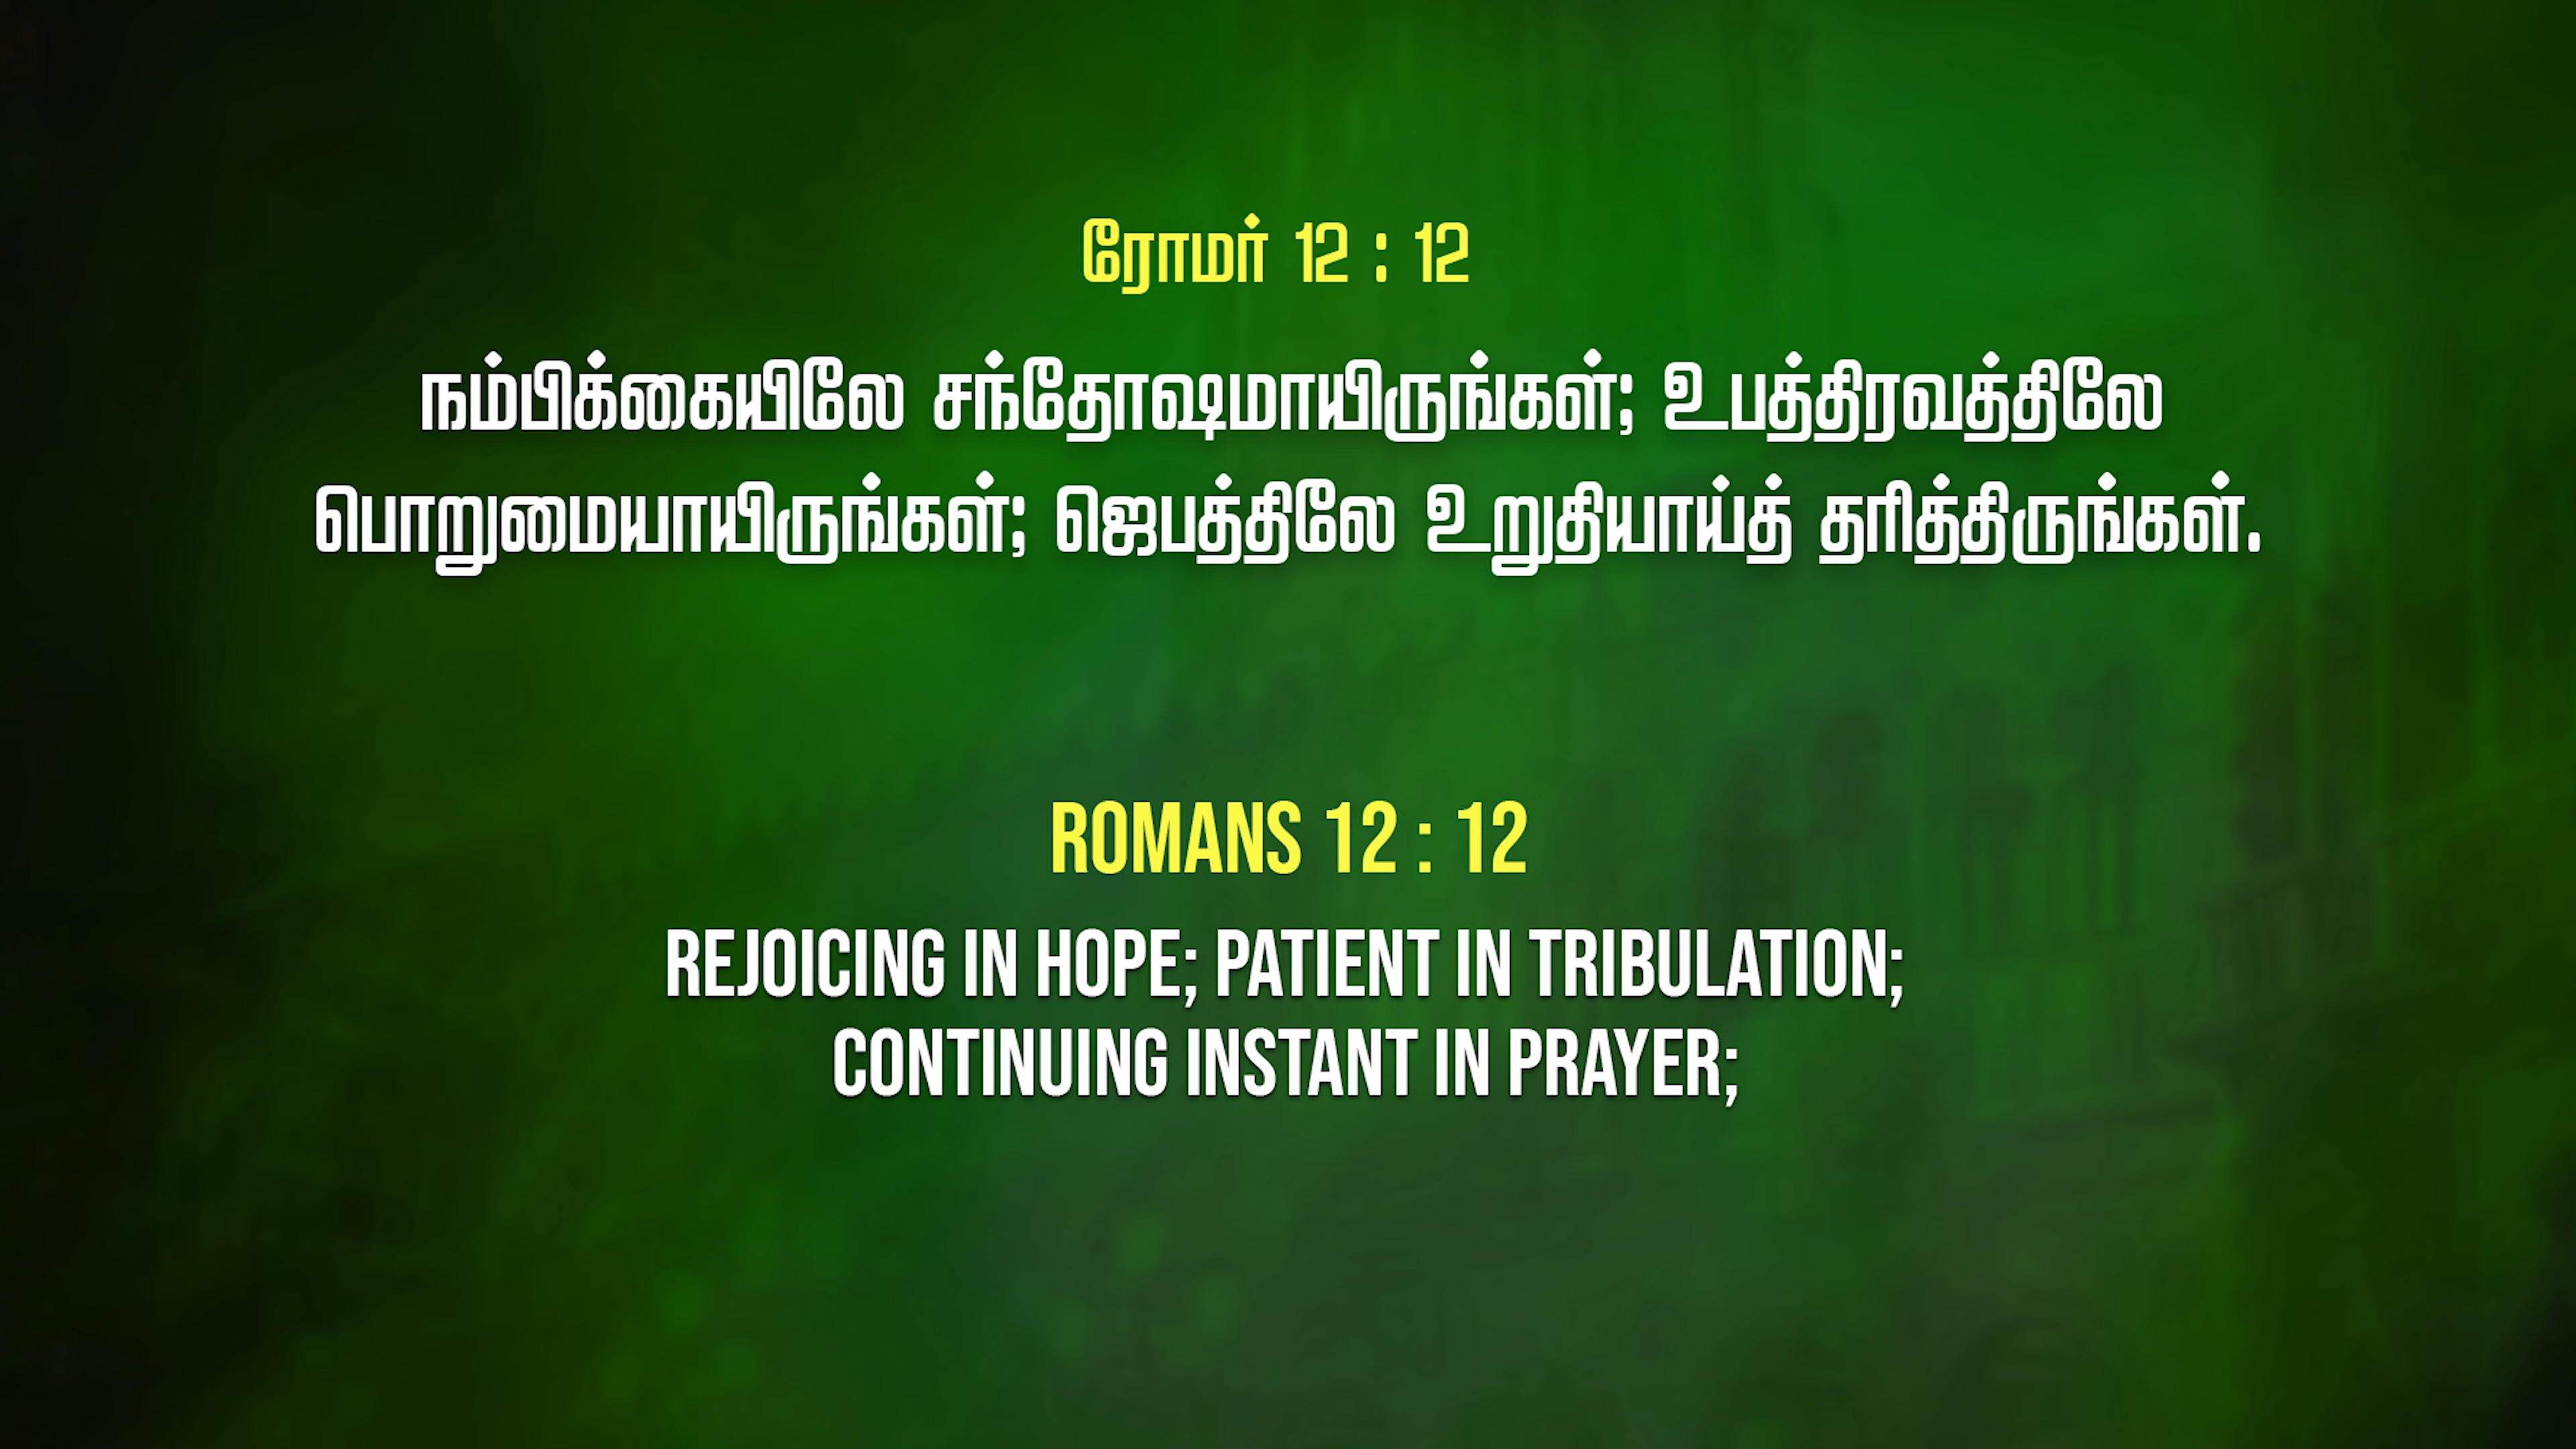 ரோமர் 12 : 12
நம்பிக்கையிலே சந்தோஷமாயிருங்கள்; உபத்திரவத்திலே
பொறுமையாயிருங்கள்; ஜெபத்திலே உறுதியாய்த் தரித்திருங்கள்.
ROMANS 12 : 12
REJOICING IN HOPE; PATIENT IN TRIBULATION;
CONTINUING INSTANT IN PRAYER;